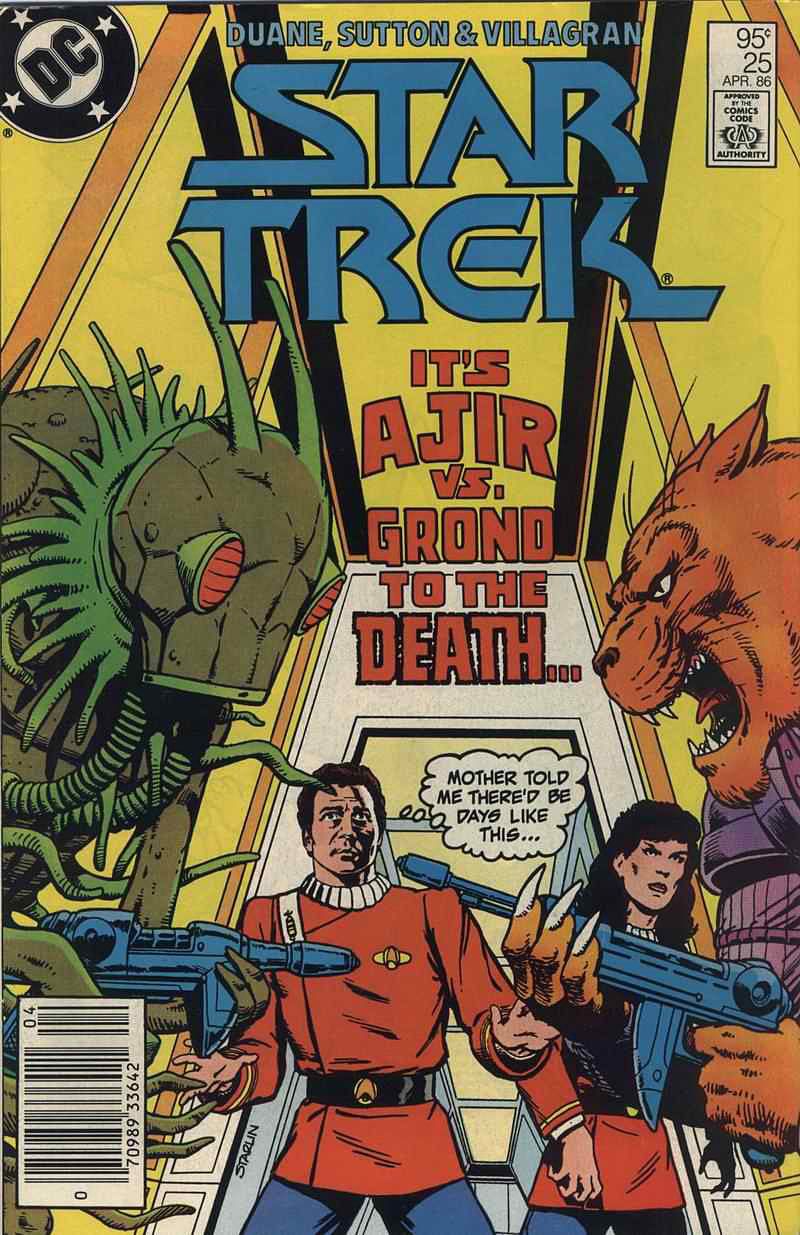 DC
®
DUANE, SUTTON & VILLAGRAN
95¢
25
APR. 86
APPROVED
BY THE
COMICS
CODE
CA
AUTHORITY
STAR
TREK®
IT'S
AJIR
VS.
GROND
TO THE
DEATH...
MOTHER TOLD
ME THERE'D BE
DAYS LIKE
THIS...
STARLIN
04
70989 33642
0